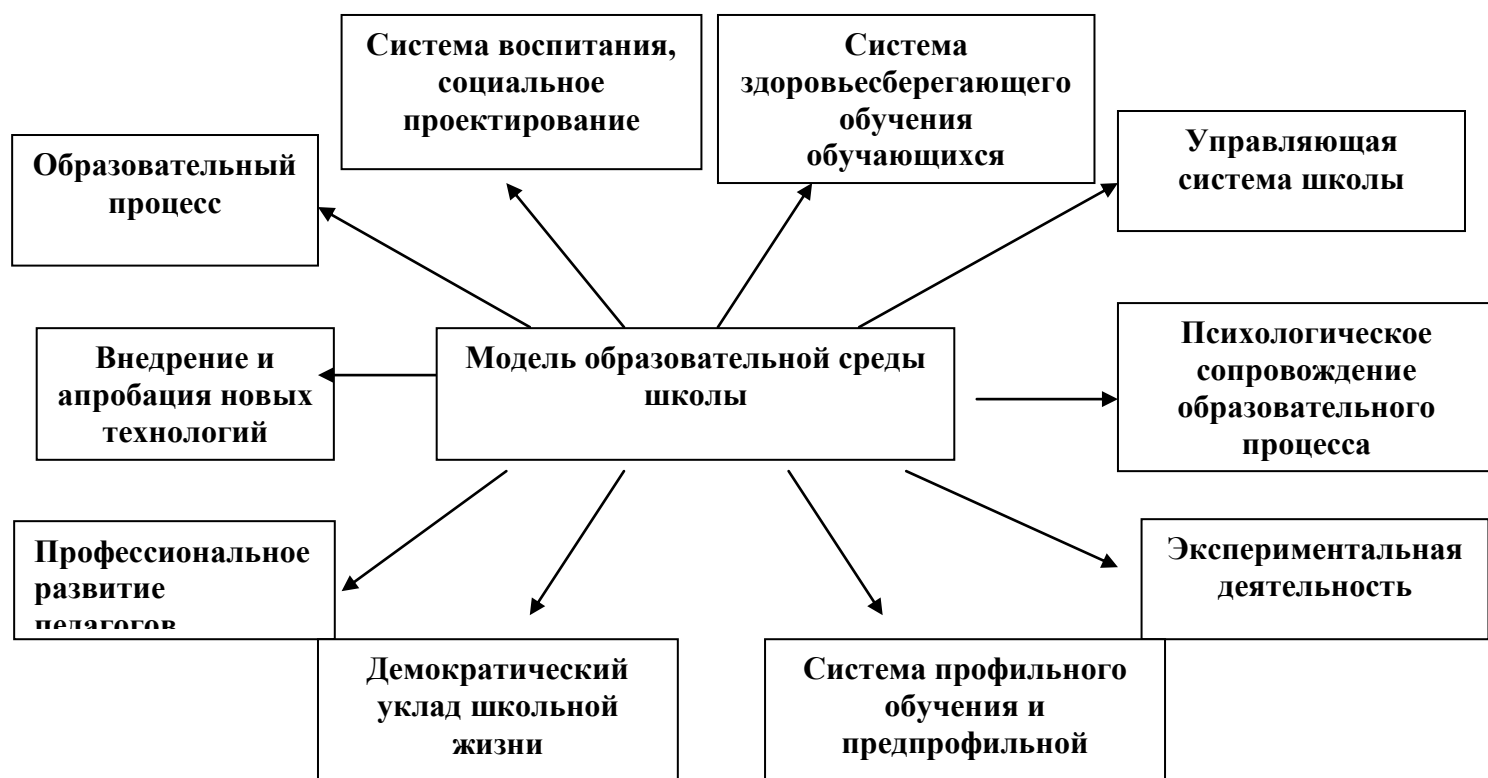 Система воспитания,
социальное
проектирование
Система
здоровьесберегающего
обучения
обучающихся
Управляющая
система школы
Образовательный
процесс
Внедрение и
апробация новых
технологий
Модель образовательной среды
школы
Психологическое
сопровождение
образовательного
процесса
Профессиональное
развитие
педагогов
Экспериментальная
деятельность
Демократический
уклад школьной
жизни
Система профильного
обучения и
предпрофильной